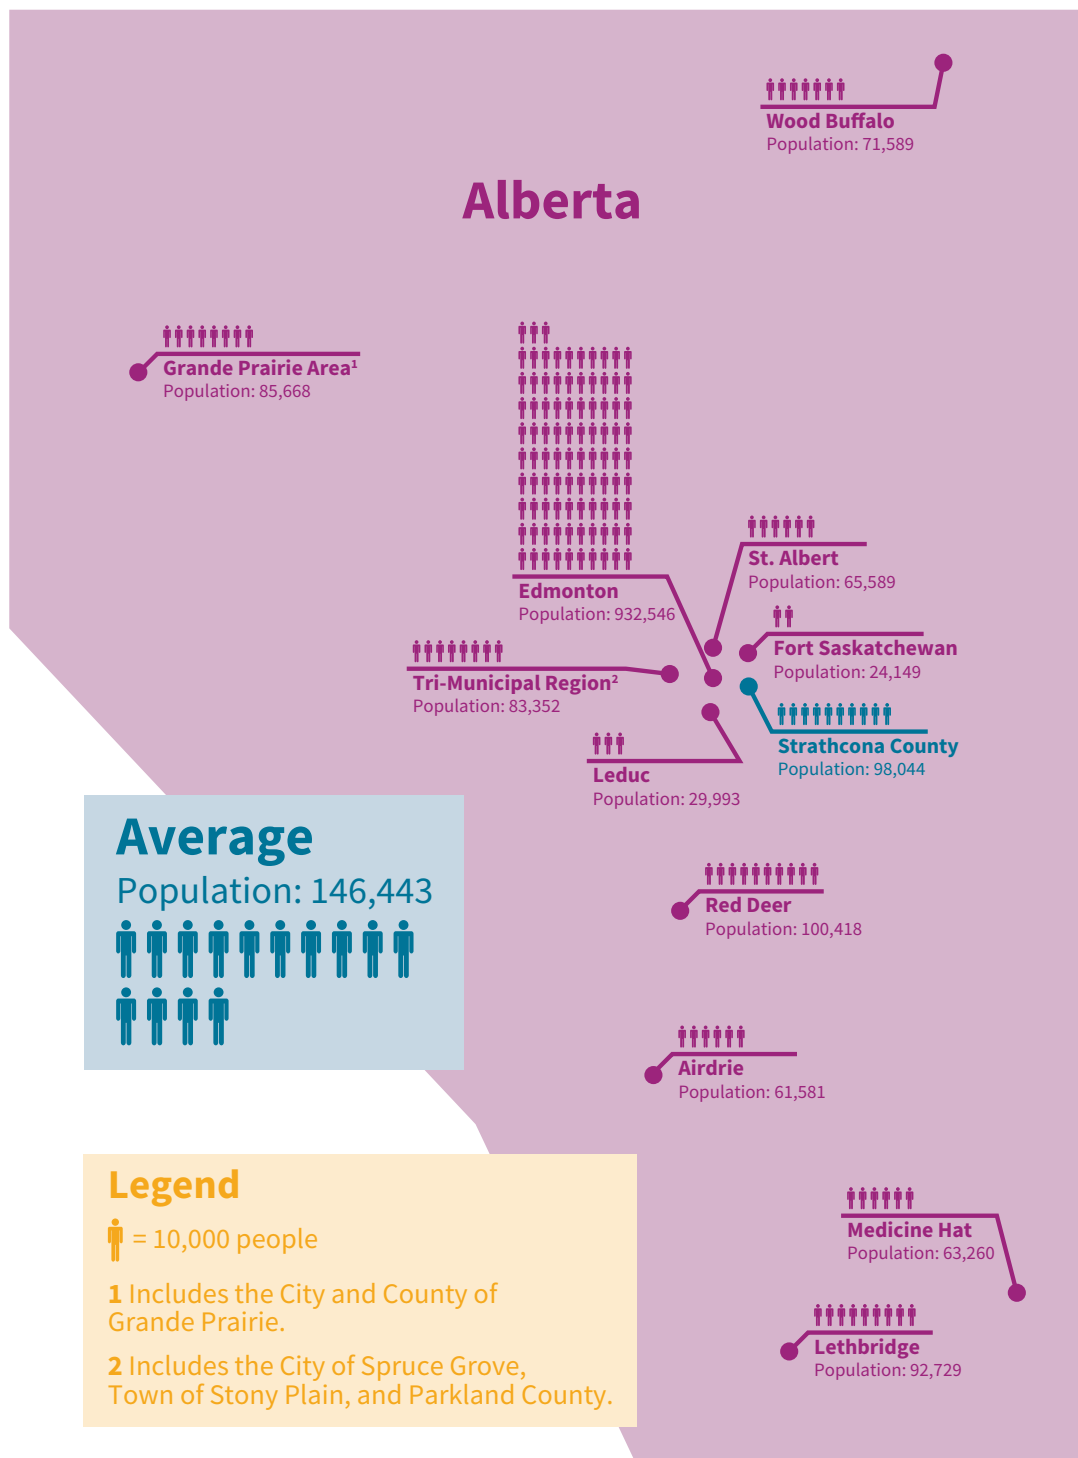 Wood Buffalo
Population: 71,589
Alberta
Grande Prairie Area¹
Population: 85,668
Edmonton
Population: 932,546
St. Albert
Population: 65,589
Fort Saskatchewan
Population: 24,149
Tri-Municipal Region²
Population: 83,352
Strathcona County
Population: 98,044
Leduc
Population: 29,993
Average
Population: 146,443
Red Deer
Population: 100,418
Airdrie
Population: 61,581
Legend
= 10,000 people
1 Includes the City and County of
Grande Prairie.
2 Includes the City of Spruce Grove,
Town of Stony Plain, and Parkland County.
Medicine Hat
Population: 63,260
Lethbridge
Population: 92,729